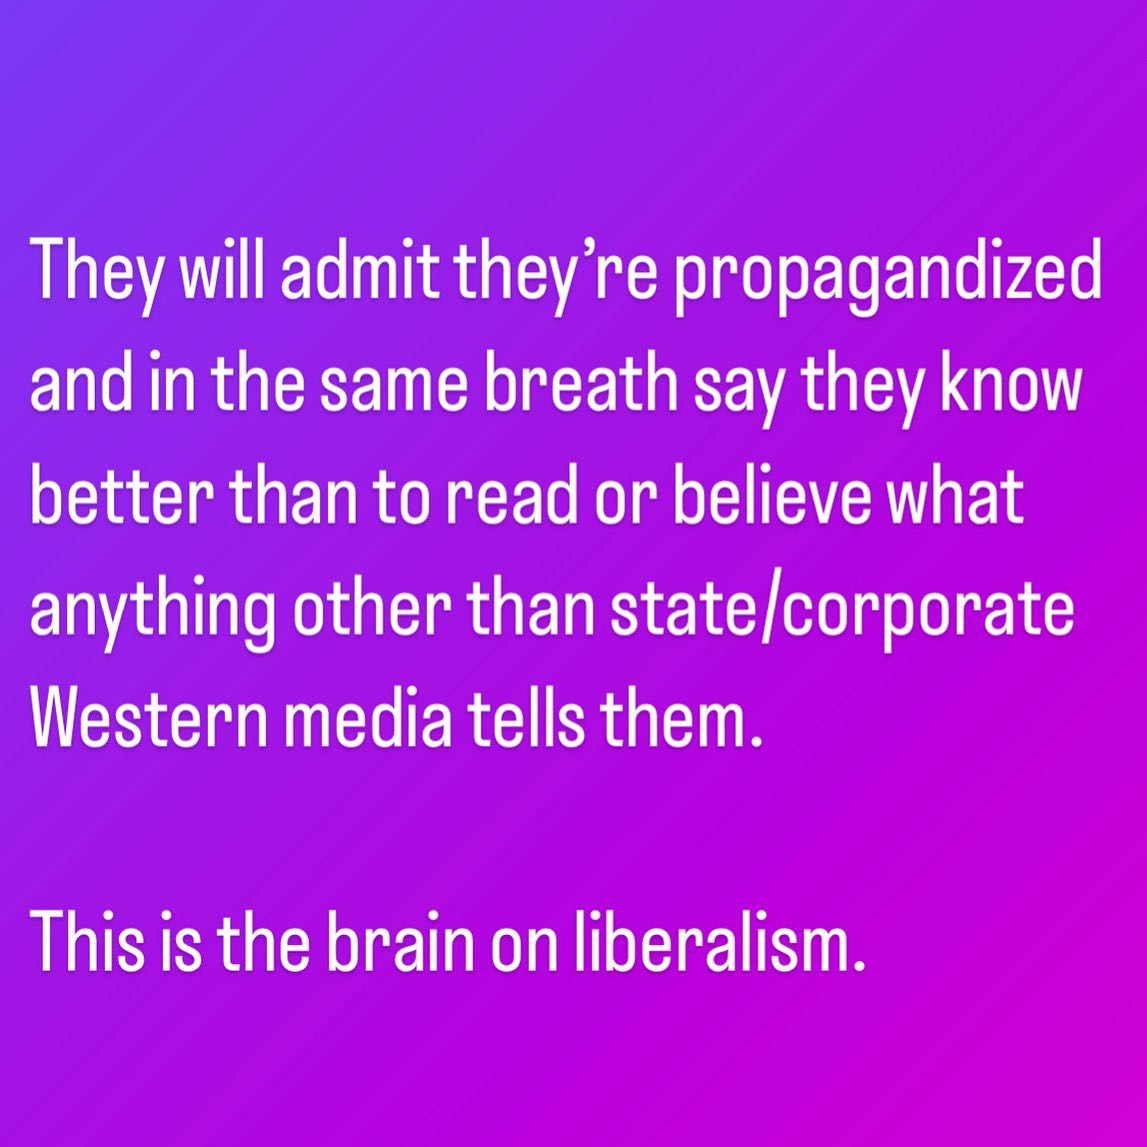 They will admit they’re propagandized
and in the same breath say they know
better than to read or believe what
anything other than state/corporate
Western media tells them.
This is the brain on liberalism.